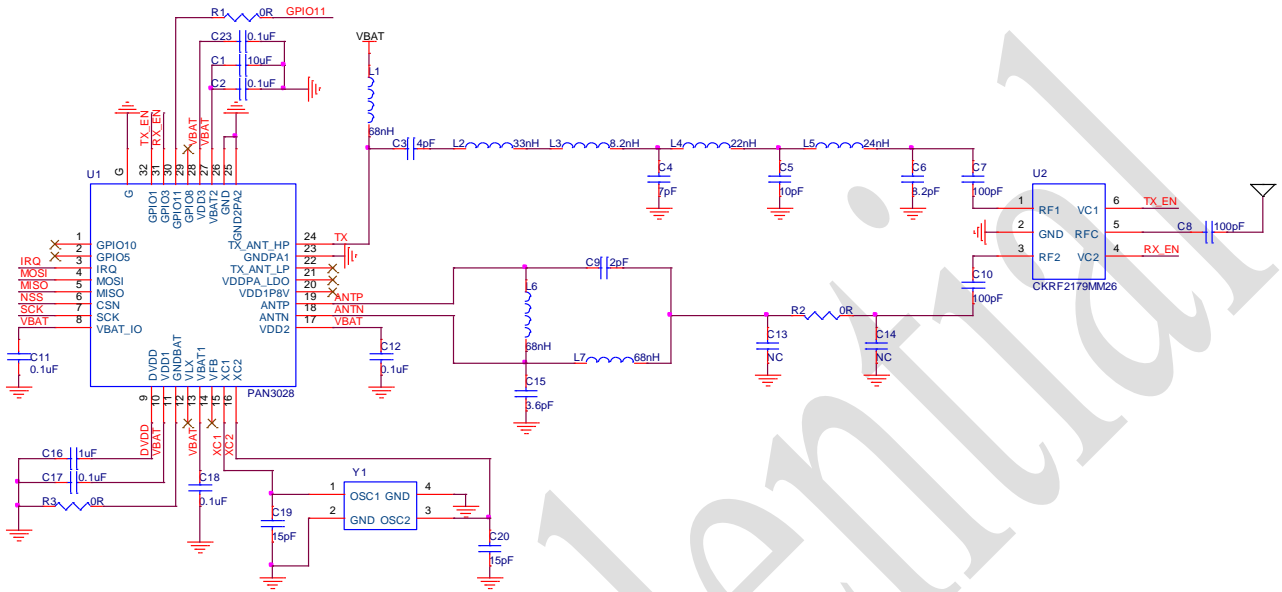 R1 0R GPIO11
C23 0.1uF
C1 10uF
C2 0.1uF
VBAT
L1
68nH
TX_EN
RX_EN
VBAT
VBAT
G 32 31 30 29 28 27 26 25
U1
G
GPIO1
GPIO3
GPIO11
GPIO8
VDD3
VBAT2
GND
GND2PA2
1 GPIO10
2 GPIO5
IRQ 3 IRQ
MOSI 4 MOSI
MISO 5 MISO
NSS 6 CSN
SCK 7 SCK
VBAT 8 VBAT_IO
TX_ANT_HP 24 TX
GNDPA1 23
TX_ANT_LP 22
VDDPA_LDO 21
VDD1P8V 20
ANTP 19 ANTP
ANTN 18 ANTN
VDD2 17 VBAT
DVDD
VDD1
GNDBAT
VLX
VBAT1
VFB
XC1
XC2
PAN3028
9 10 11 12 13 14 15 16
DVDD
VBAT
VBAT
XC1
XC2
C3 4pF
L2 33nH
L3 8.2nH
L4 22nH
L5 24nH
C4
7pF
C5
10pF
C6
8.2pF
C7
100pF
U2
1 RF1 VC1 6 TX_EN
2 GND RFC 5
3 RF2 VC2 4 RX_EN
CKRF2179MM26
C8 100pF
C9 2pF
L6
68nH
L7 68nH
C10
100pF
R2 0R
C13
NC
C14
NC
C15
3.6pF
C11
0.1uF
C12
0.1uF
C16 1uF
C17 0.1uF
R3 0R
C18
0.1uF
Y1
1 OSC1 GND 4
2 GND OSC2 3
C19
15pF
C20
15pF